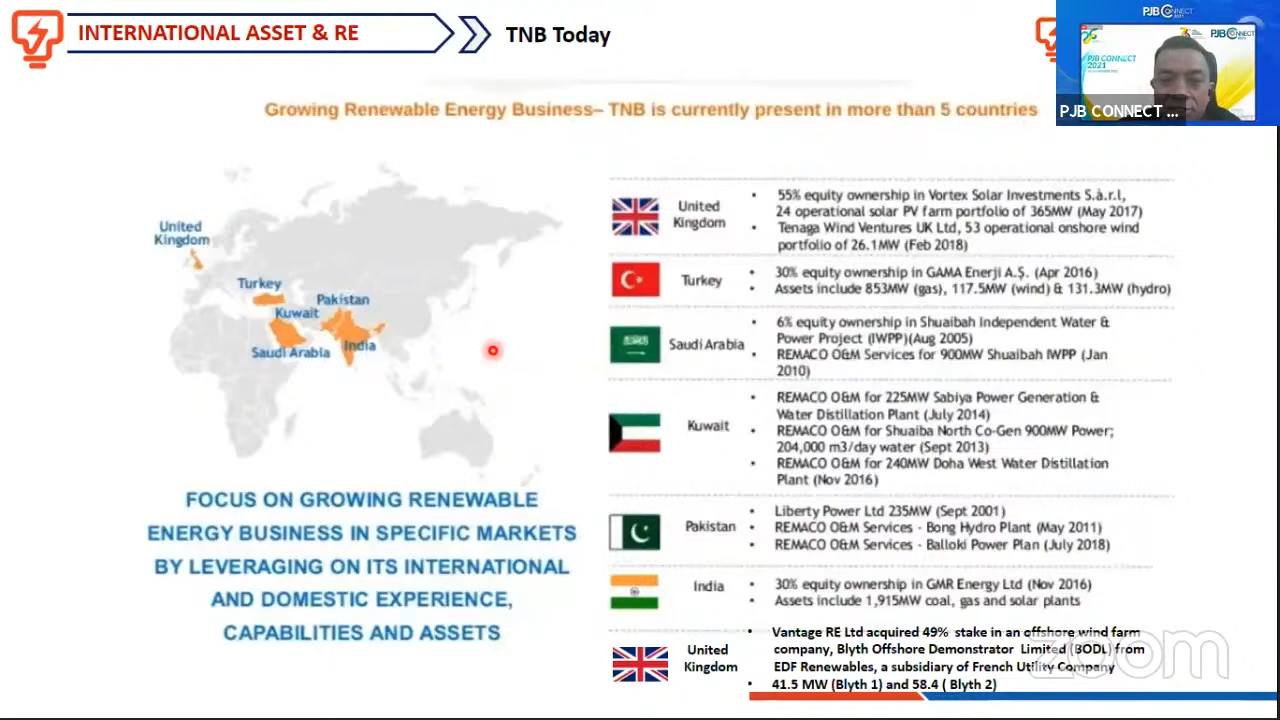 INTERNATIONAL ASSET & RE
TNB Today
PJB CONNECT
2021
PJB CONNECT ...
Growing Renewable Energy Business– TNB is currently present in more than 5 countries
United
Kingdom
Turkey
Pakistan
Kuwait
Saudi Arabia
India
FOCUS ON GROWING RENEWABLE
ENERGY BUSINESS IN SPECIFIC MARKETS
BY LEVERAGING ON ITS INTERNATIONAL
AND DOMESTIC EXPERIENCE,
CAPABILITIES AND ASSETS
United
Kingdom
• 55% equity ownership in Vortex Solar Investments S.à.r.l,
24 operational solar PV farm portfolio of 365MW (May 2017)
• Tenaga Wind Ventures UK Ltd, 53 operational onshore wind
portfolio of 26.1MW (Feb 2018)
Turkey
• 30% equity ownership in GAMA Enerji A.Ş. (Apr 2016)
• Assets include 853MW (gas), 117.5MW (wind) & 131.3MW (hydro)
Saudi Arabia
• 6% equity ownership in Shuaibah Independent Water &
Power Project (IWPP)(Aug 2005)
• REMACO O&M Services for 900MW Shuaibah IWPP (Jan
2010)
Kuwait
• REMACO O&M for 225MW Sabiya Power Generation &
Water Distillation Plant (July 2014)
• REMACO O&M for Shuaiba North Co-Gen 900MW Power;
204,000 m3/day water (Sept 2013)
• REMACO O&M for 240MW Doha West Water Distillation
Plant (Nov 2016)
Pakistan
• Liberty Power Ltd 235MW (Sept 2001)
• REMACO O&M Services - Bong Hydro Plant (May 2011)
• REMACO O&M Services - Balloki Power Plan (July 2018)
India
• 30% equity ownership in GMR Energy Ltd (Nov 2016)
• Assets include 1,915MW coal, gas and solar plants
United
Kingdom
• Vantage RE Ltd acquired 49% stake in an offshore wind farm
company, Blyth Offshore Demonstrator Limited (BODL) from
EDF Renewables, a subsidiary of French Utility Company
• 41.5 MW (Blyth 1) and 58.4 ( Blyth 2)
zoom